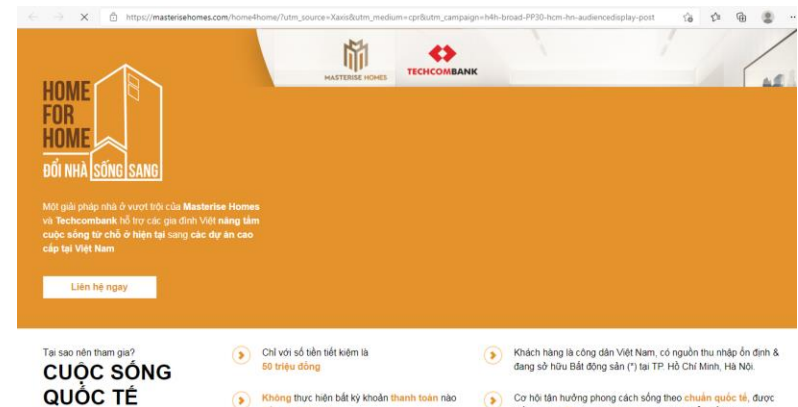 https://masterisehomes.com/home4home/?utm_source=Xaxis&utm_medium=cpr&utm_campaign=h4h-broad-PP30-hcm-hn-audiencedisplay-post
MASTERISE HOMES
TECHCOMBANK
HOME
FOR
HOME
ĐỔI NHÀ SỐNG SANG
Một giải pháp nhà ở vượt trội của Masterise Homes
và Techcombank hỗ trợ các gia đình Việt nâng tầm
cuộc sống từ chỗ ở hiện tại sang các dự án cao
cấp tại Việt Nam
Liên hệ ngay
Tại sao nên tham gia?
CUỘC SỐNG
QUỐC TẾ
Chỉ với số tiền tiết kiệm là
50 triệu đồng
Không thực hiện bất kỳ khoản thanh toán nào
Khách hàng là công dân Việt Nam, có nguồn thu nhập ổn định &
đang sở hữu Bất động sản (*) tại TP. Hồ Chí Minh, Hà Nội.
Cơ hội tận hưởng phong cách sống theo chuẩn quốc tế, được